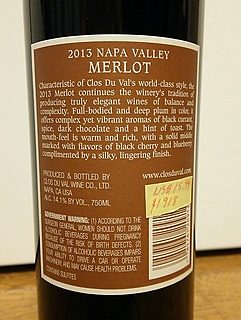 2013 NAPA VALLEY
MERLOT
Characteristic of Clos Du Val's world-class style, the
2013 Merlot continues the winery's tradition of
producing truly elegant wines of balance and
complexity. Full-bodied and deep plum in color, it
offers complex yet vibrant aromas of black currant,
spice, dark chocolate and a hint of toast. The
mouth-feel is warm and rich, with a solid middle
marked with flavors of black cherry and blueberry
complimented by a silky, lingering finish.
PRODUCED & BOTTLED BY
CLOS DU VAL WINE CO., LTD.
NAPA, CA USA
ALC. 14.1% BY VOL., 750ML
www.closduval.com
GOVERNMENT WARNING: (1) ACCORDING TO THE
SURGEON GENERAL, WOMEN SHOULD NOT DRINK
ALCOHOLIC BEVERAGES DURING PREGNANCY
BECAUSE OF THE RISK OF BIRTH DEFECTS. (2)
CONSUMPTION OF ALCOHOLIC BEVERAGES IMPAIRS
YOUR ABILITY TO DRIVE A CAR OR OPERATE
MACHINERY AND MAY CAUSE HEALTH PROBLEMS.
CONTAINS SULFITES